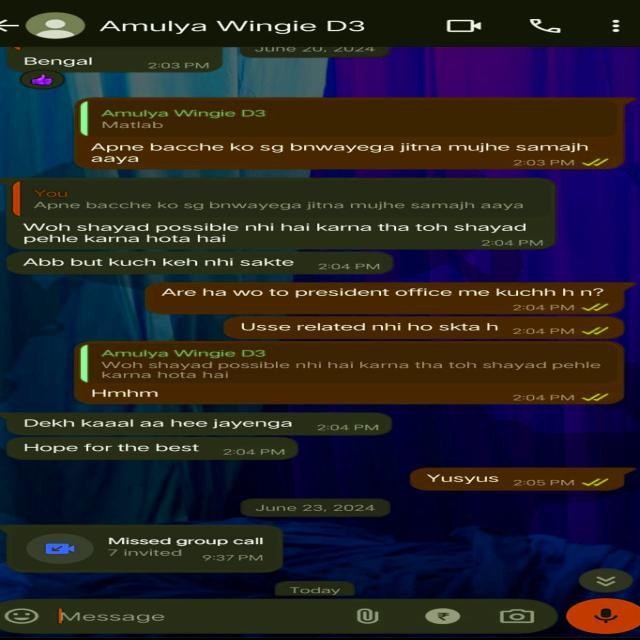 Amulya Wingie D3
June 20, 2024
Bengal
2:03 PM
Amulya Wingie D3
Matlab
Apne bacche ko sg bnwayega jitna mujhe samajh
aaya
2:03 PM
You
Apne bacche ko sg bnwayega jitna mujhe samajh aaya
Woh shayad possible nhi hai karna tha toh shayad
pehle karna hota hai
2:04 PM
Abb but kuch keh nhi sakte 2:04 PM
Are ha wo to president office me kuchh h n?
2:04 PM
Usse related nhi ho skta h 2:04 PM
Amulya Wingie D3
Woh shayad possible nhi hai karna tha toh shayad pehle
karna hota hai
Hmhm
2:04 PM
Dekh kaaal aa hee jayenga 2:04 PM
Hope for the best 2:04 PM
Yusyus 2:05 PM
June 23, 2024
Missed group call
7 invited 9:37 PM
Today
Message